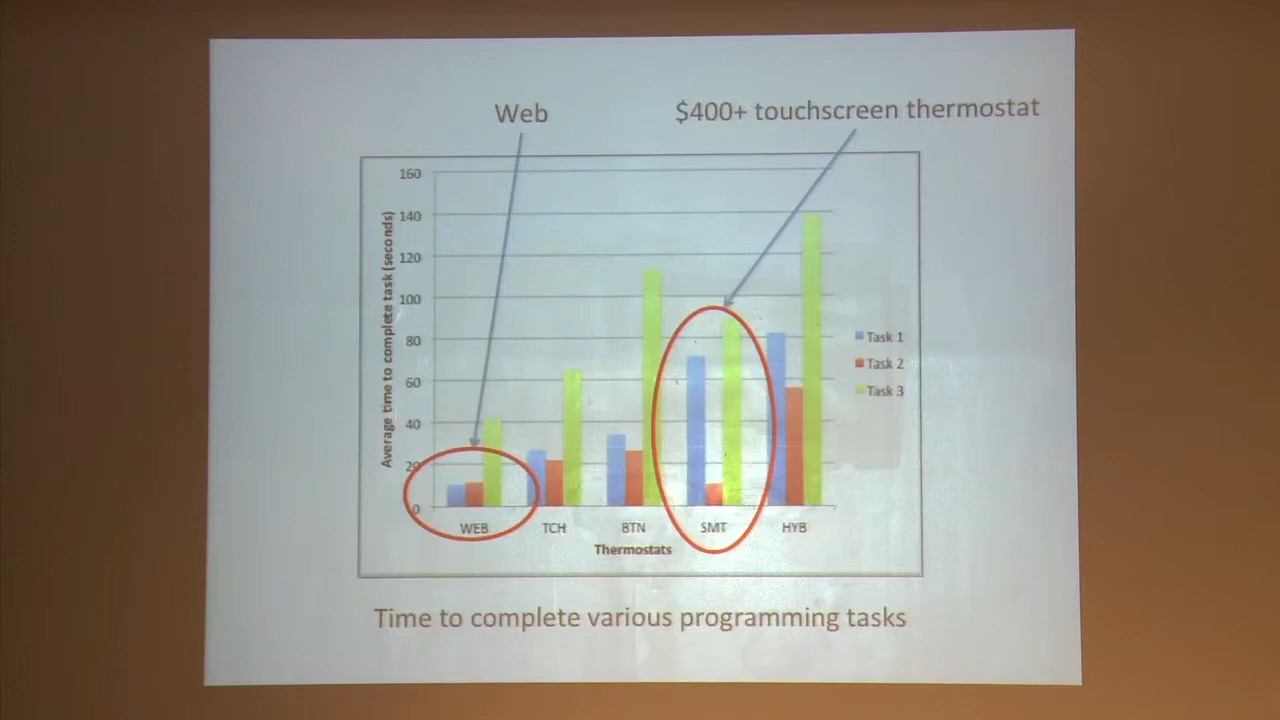 Web
$400+ touchscreen thermostat
160
140
120
100
80
60
40
20
0
Average time to complete task (seconds)
WEB TCH BTN SMT HYB
Thermostats
Task 1
Task 2
Task 3
Time to complete various programming tasks